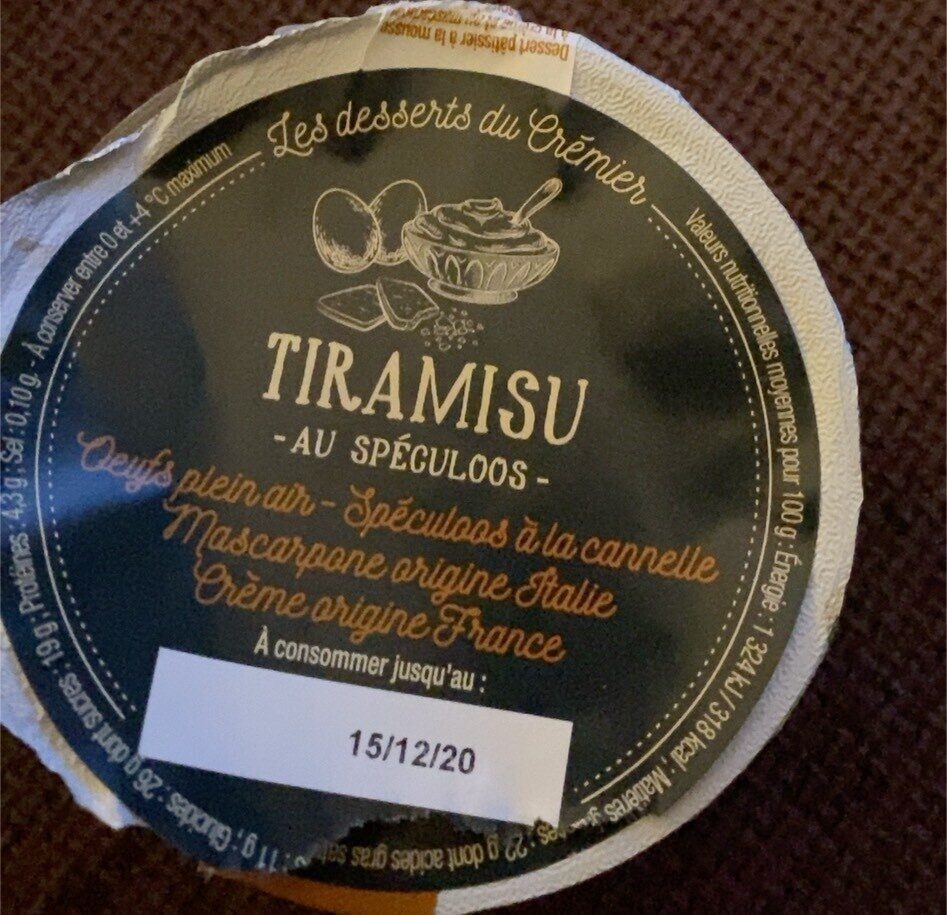 Dessert pâtissier à la mousse
Les desserts du Crémier
TIRAMISU
- AU SPÉCULOOS -
Oeufs plein air - Spéculoos à la cannelle
Mascarpone origine Italie
Crème origine France
À consommer jusqu'au :
15/12/20
Valeurs nutritionnelles moyennes pour 100 g : Énergie : 1 324 kJ / 318 kcal ; Matières : 22 g dont acides gras : 11 g ; Glucides : 26 g dont sucres : 19 g ; Protéines : 4,3 g ; Sel : 0,10 g - À conserver entre 0 et +4 °C maximum